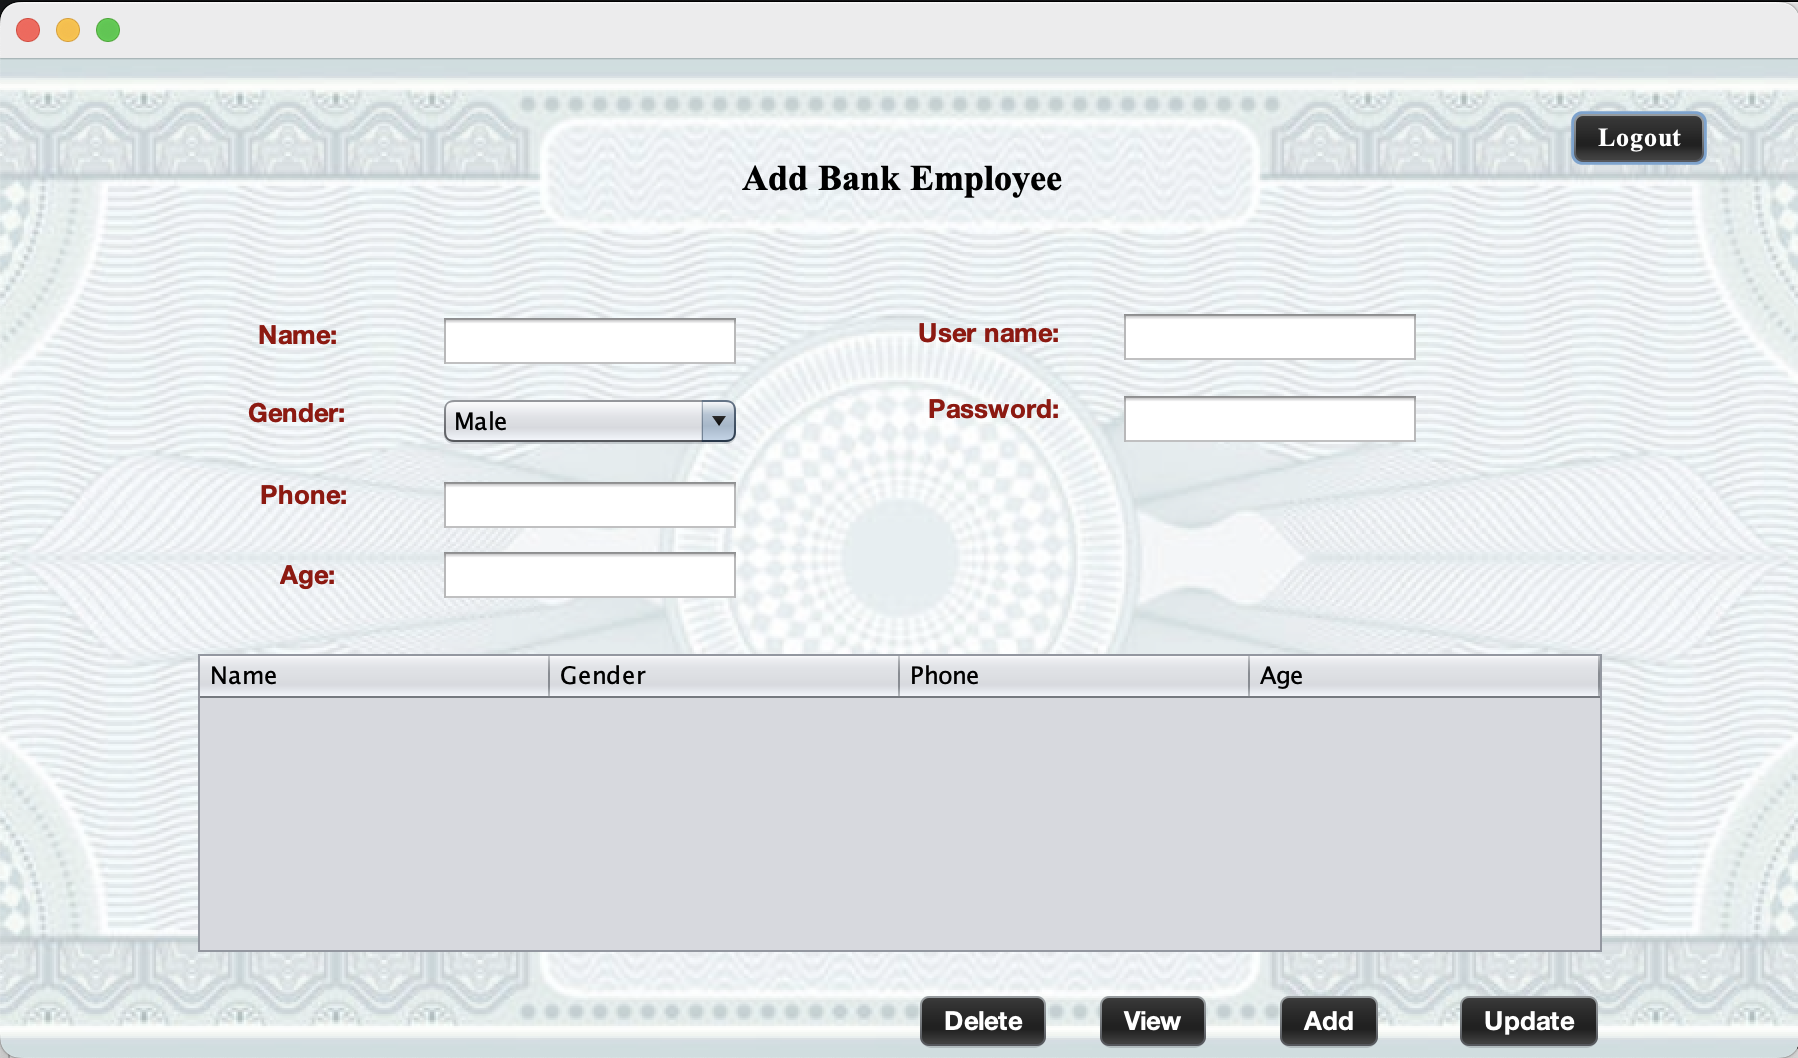 Logout
Add Bank Employee
Name:
User name:
Gender:
Male
Password:
Phone:
Age:
Name Gender Phone Age
Delete View Add Update